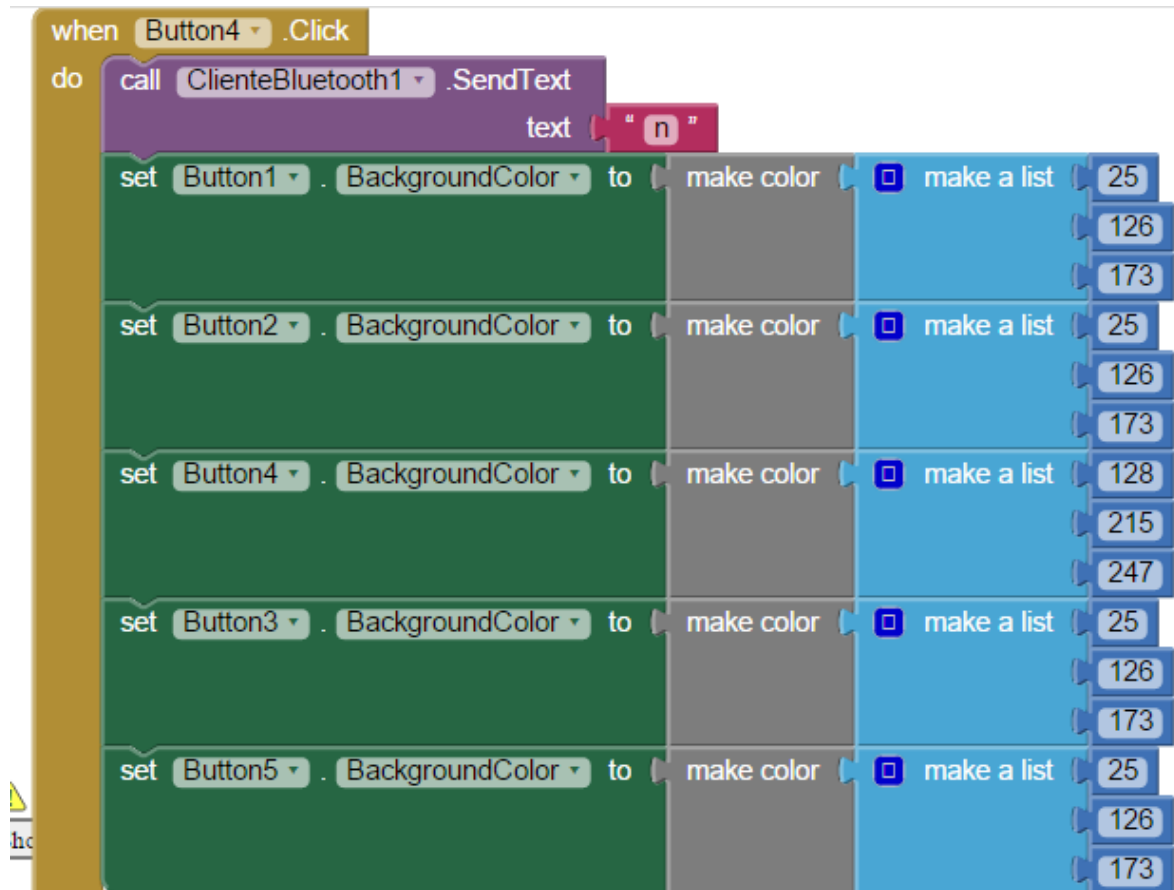 when Button4 .Click
do call ClienteBluetooth1 .SendText
text " n "
set Button1 . BackgroundColor to make color make a list 25
126
173
set Button2 . BackgroundColor to make color make a list 25
126
173
set Button4 . BackgroundColor to make color make a list 128
215
247
set Button3 . BackgroundColor to make color make a list 25
126
173
set Button5 . BackgroundColor to make color make a list 25
126
173